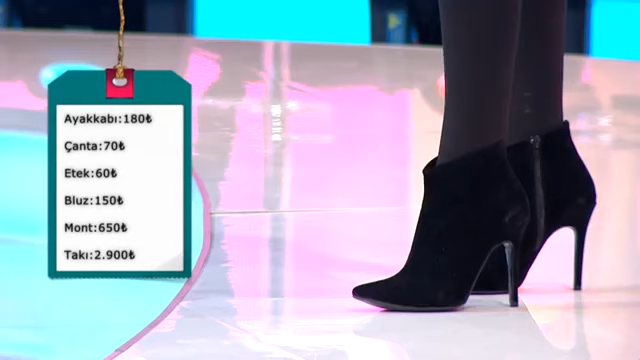 Ayakkabı:180₺
Çanta:70₺
Etek:60₺
Bluz:150₺
Mont:650₺
Takı:2.900₺